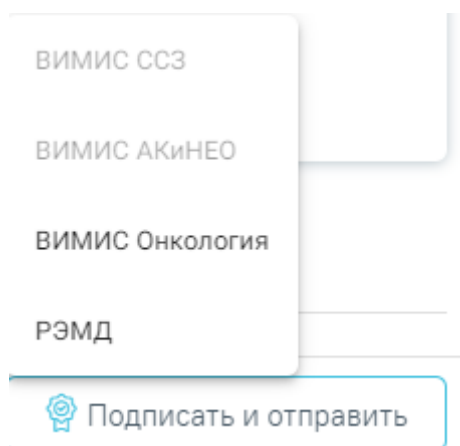 ВИМИС ССЗ
ВИМИС АКиНЕО
ВИМИС Онкология
РЭМД
Подписать и отправить